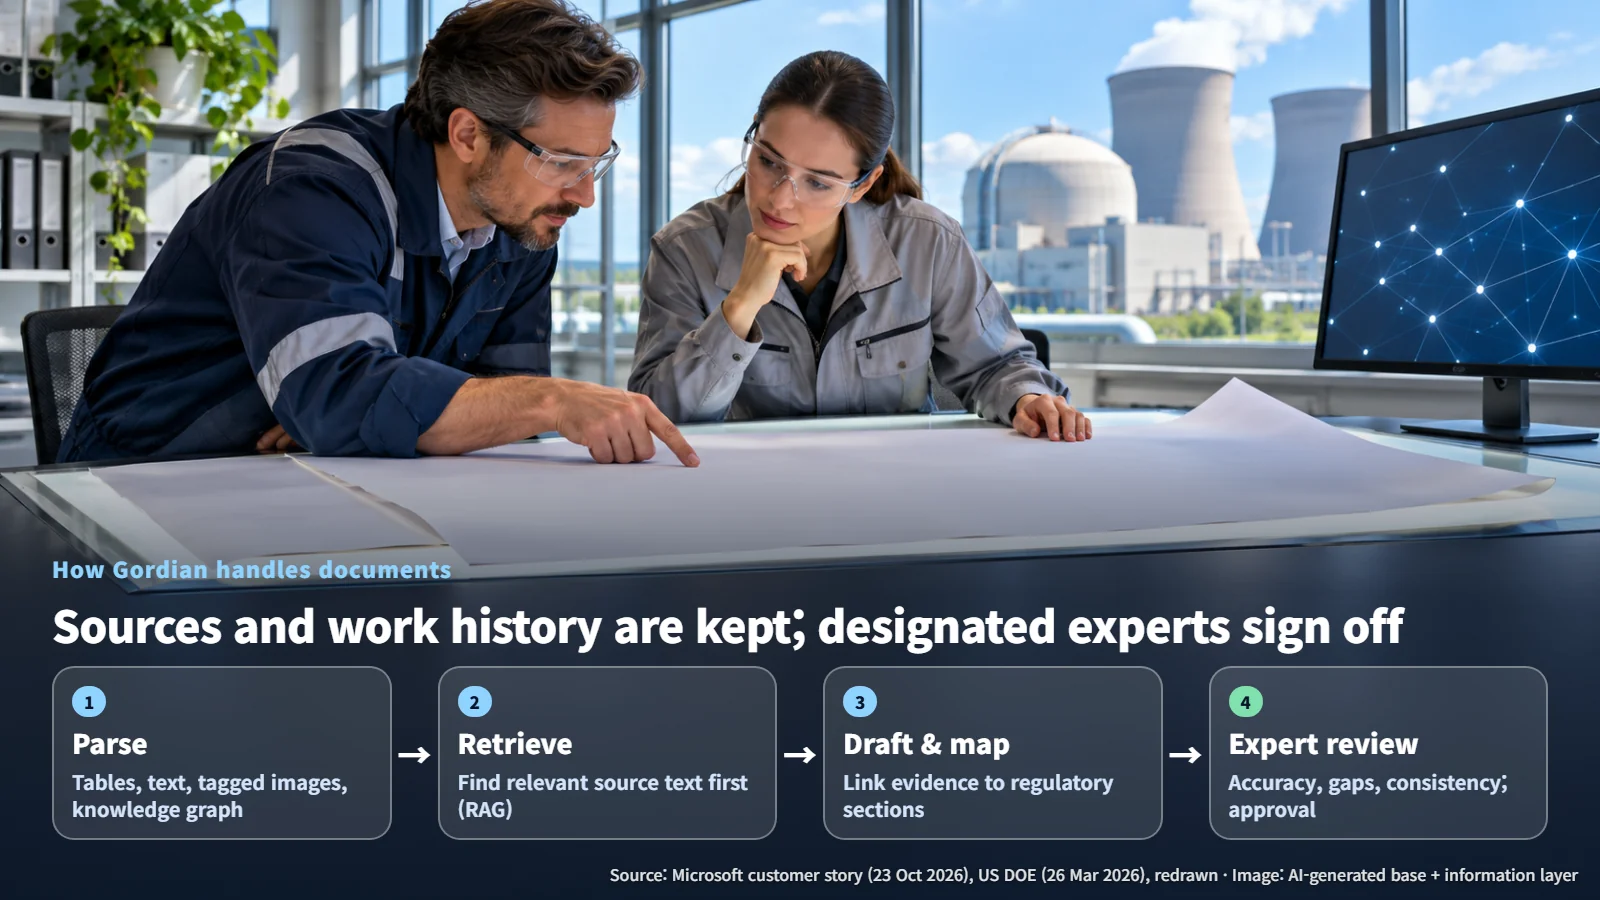 How Gordian handles documents
Sources and work history are kept; designated experts sign off
1
Parse
Tables, text, tagged images,
knowledge graph
→
2
Retrieve
Find relevant source text first
(RAG)
→
3
Draft & map
Link evidence to regulatory
sections
→
4
Expert review
Accuracy, gaps, consistency;
approval
Source: Microsoft customer story (23 Oct 2026), US DOE (26 Mar 2026), redrawn · Image: AI-generated base + information layer